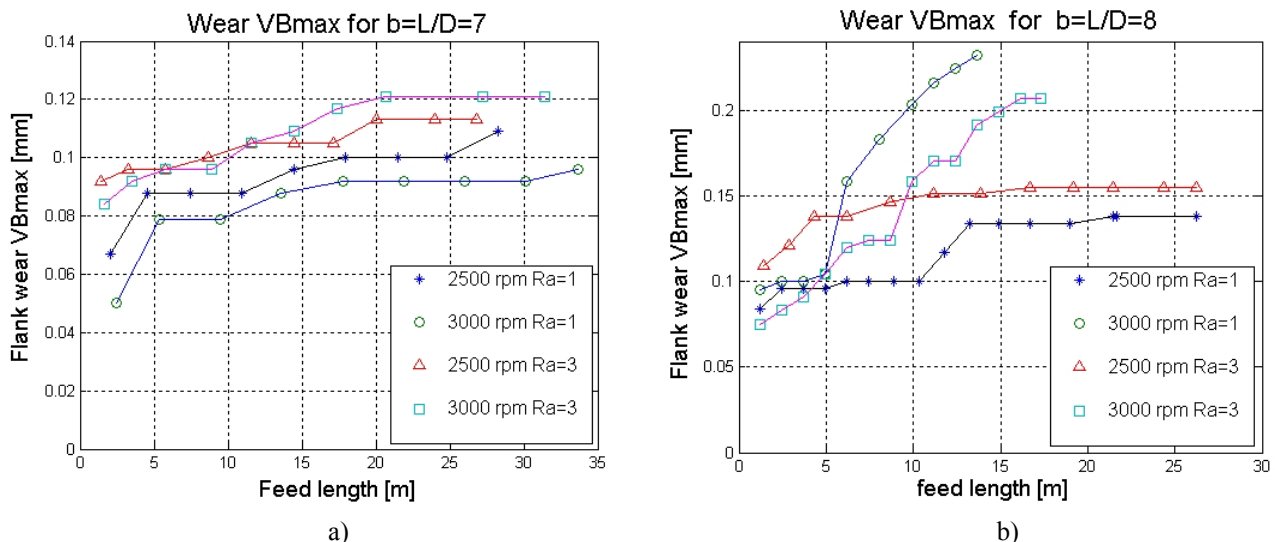 Wear VBmax for b=L/D=7
Flank wear VBmax [mm]
0.14
0.12
0.1
0.08
0.06
0.04
0.02
0
0 5 10 15 20 25 30 35
Feed length [m]
2500 rpm Ra=1
3000 rpm Ra=1
2500 rpm Ra=3
3000 rpm Ra=3
a)
Wear VBmax for b=L/D=8
Flank wear VBmax [mm]
0.2
0.15
0.1
0.05
0
0 5 10 15 20 25 30
feed length [m]
2500 rpm Ra=1
3000 rpm Ra=1
2500 rpm Ra=3
3000 rpm Ra=3
b)